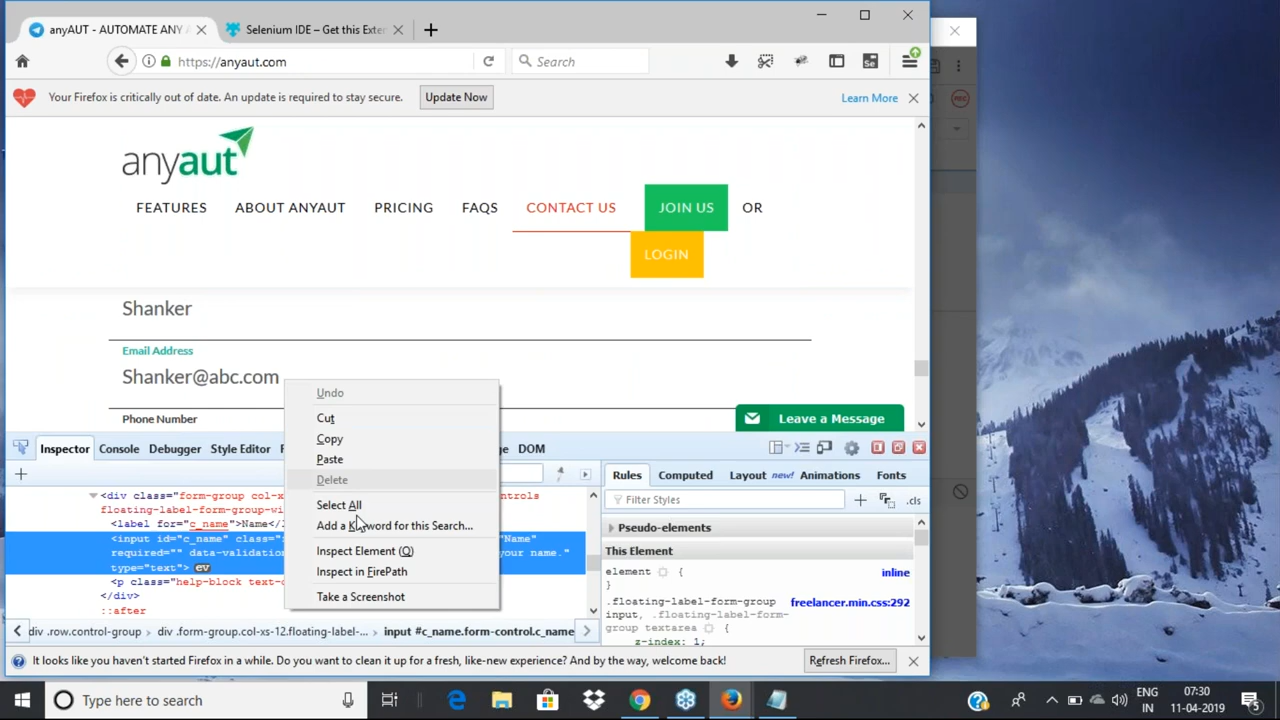 anyAUT - AUTOMATE ANY A
Selenium IDE – Get this Exter
https://anyaut.com
Search
Your Firefox is critically out of date. An update is required to stay secure.
Update Now
Learn More
anyaut
FEATURES
ABOUT ANYAUT
PRICING
FAQS
CONTACT US
JOIN US
OR
LOGIN
Shanker
Email Address
Shanker@abc.com
Phone Number
Leave a Message
Undo
Cut
Copy
Paste
Delete
Select All
Add a Keyword for this Search...
Inspect Element (Q)
Inspect in FirePath
Take a Screenshot
Inspector
Console
Debugger
Style Editor
DOM
<div class="form-group col-xs
ontrols
floating-label-form-group-wi
<label for="c_name">Name</l
<input id="c_name" class="
"Name"
required="" data-validation
your name."
type="text"> ev
<p class="help-block text-d
</div>
::after
div .row.control-group
div .form-group.col-xs-12.floating-label-...
input #c_name.form-control.c_name
Rules
Computed
Layout new!
Animations
Fonts
Filter Styles
.cls
Pseudo-elements
This Element
element {
inline
}
.floating-label-form-group
freelancer.min.css:292
input, .floating-label-form-
group textarea {
z-index: 1;
It looks like you haven't started Firefox in a while. Do you want to clean it up for a fresh, like-new experience? And by the way, welcome back!
Refresh Firefox...
REC
Se
Type here to search
ENG
IN
07:30
11-04-2019
5